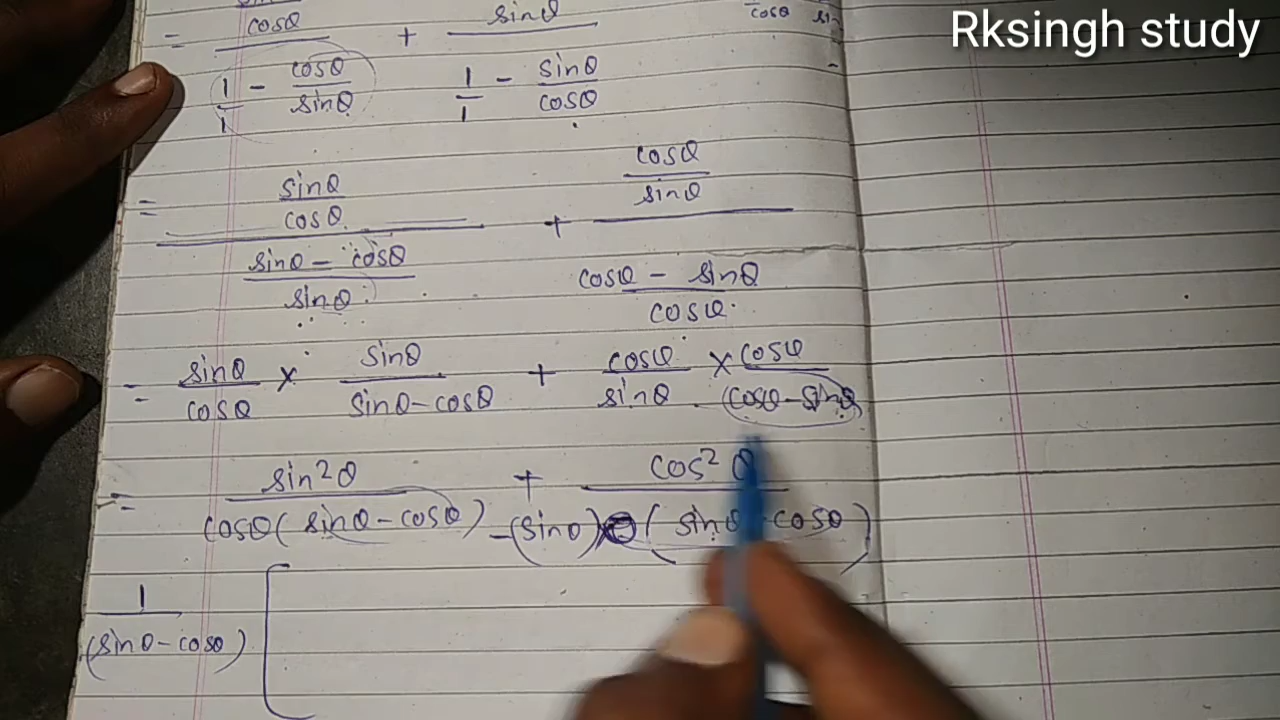 Rksingh study
= cosθ + sinθ cosθ
1/1 - cosθ/sinθ 1/1 - sinθ/cosθ
= sinθ/cosθ + cosθ/sinθ
sinθ - cosθ/sinθ cosθ - sinθ/cosθ
= sinθ/cosθ × sinθ/sinθ-cosθ + cosθ/sinθ × cosθ/(cosθ-sinθ
= sin²θ/cosθ(sinθ-cosθ) + cos²θ/-(sinθ)(sinθ-cosθ)
1/(sinθ-cosθ) [